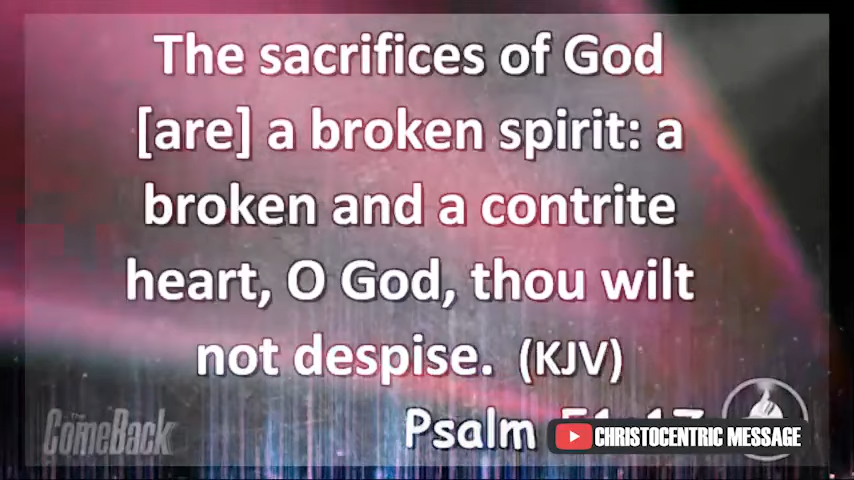 The sacrifices of God
[are] a broken spirit: a
broken and a contrite
heart, O God, thou wilt
not despise. (KJV)
Psalm 51:17
The
ComeBack
CHRISTOCENTRIC MESSAGE